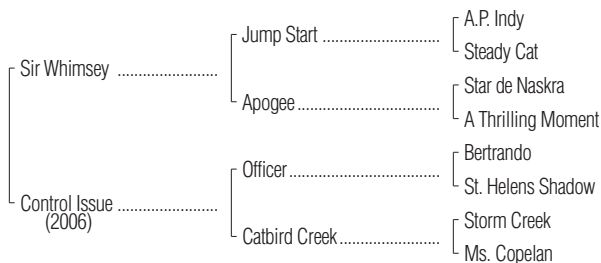 A.P. Indy
Jump Start ........................................
Steady Cat
Sir Whimsey ..................................
Star de Naskra
Apogee ................................................
A Thrilling Moment
Bertrando
Officer ..................................................
St. Helens Shadow
Control Issue ..................................
(2006)
Storm Creek
Catbird Creek ..................................
Ms. Copelan